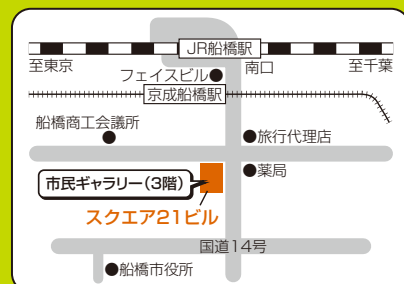 JR船橋駅
至東京
南口
至千葉
フェイスビル●
京成船橋駅
船橋商工会議所
●
●旅行代理店
●薬局
市民ギャラリー(3階)
スクエア21ビル
国道14号
●船橋市役所